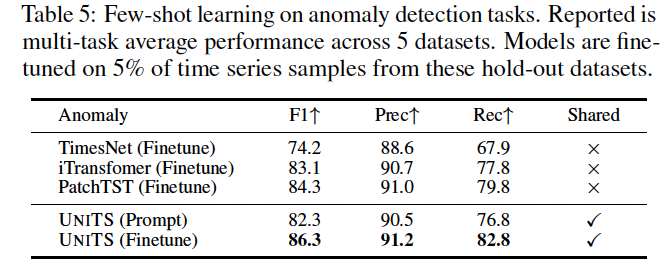 Table 5: Few-shot learning on anomaly detection tasks. Reported is
multi-task average performance across 5 datasets. Models are fine-
tuned on 5% of time series samples from these hold-out datasets.
Anomaly F1↑ Prec↑ Rec↑ Shared
TimesNet (Finetune) 74.2 88.6 67.9 ×
iTransfomer (Finetune) 83.1 90.7 77.8 ×
PatchTST (Finetune) 84.3 91.0 79.8 ×
UNITS (Prompt) 82.3 90.5 76.8 ✓
UNITS (Finetune) 86.3 91.2 82.8 ✓